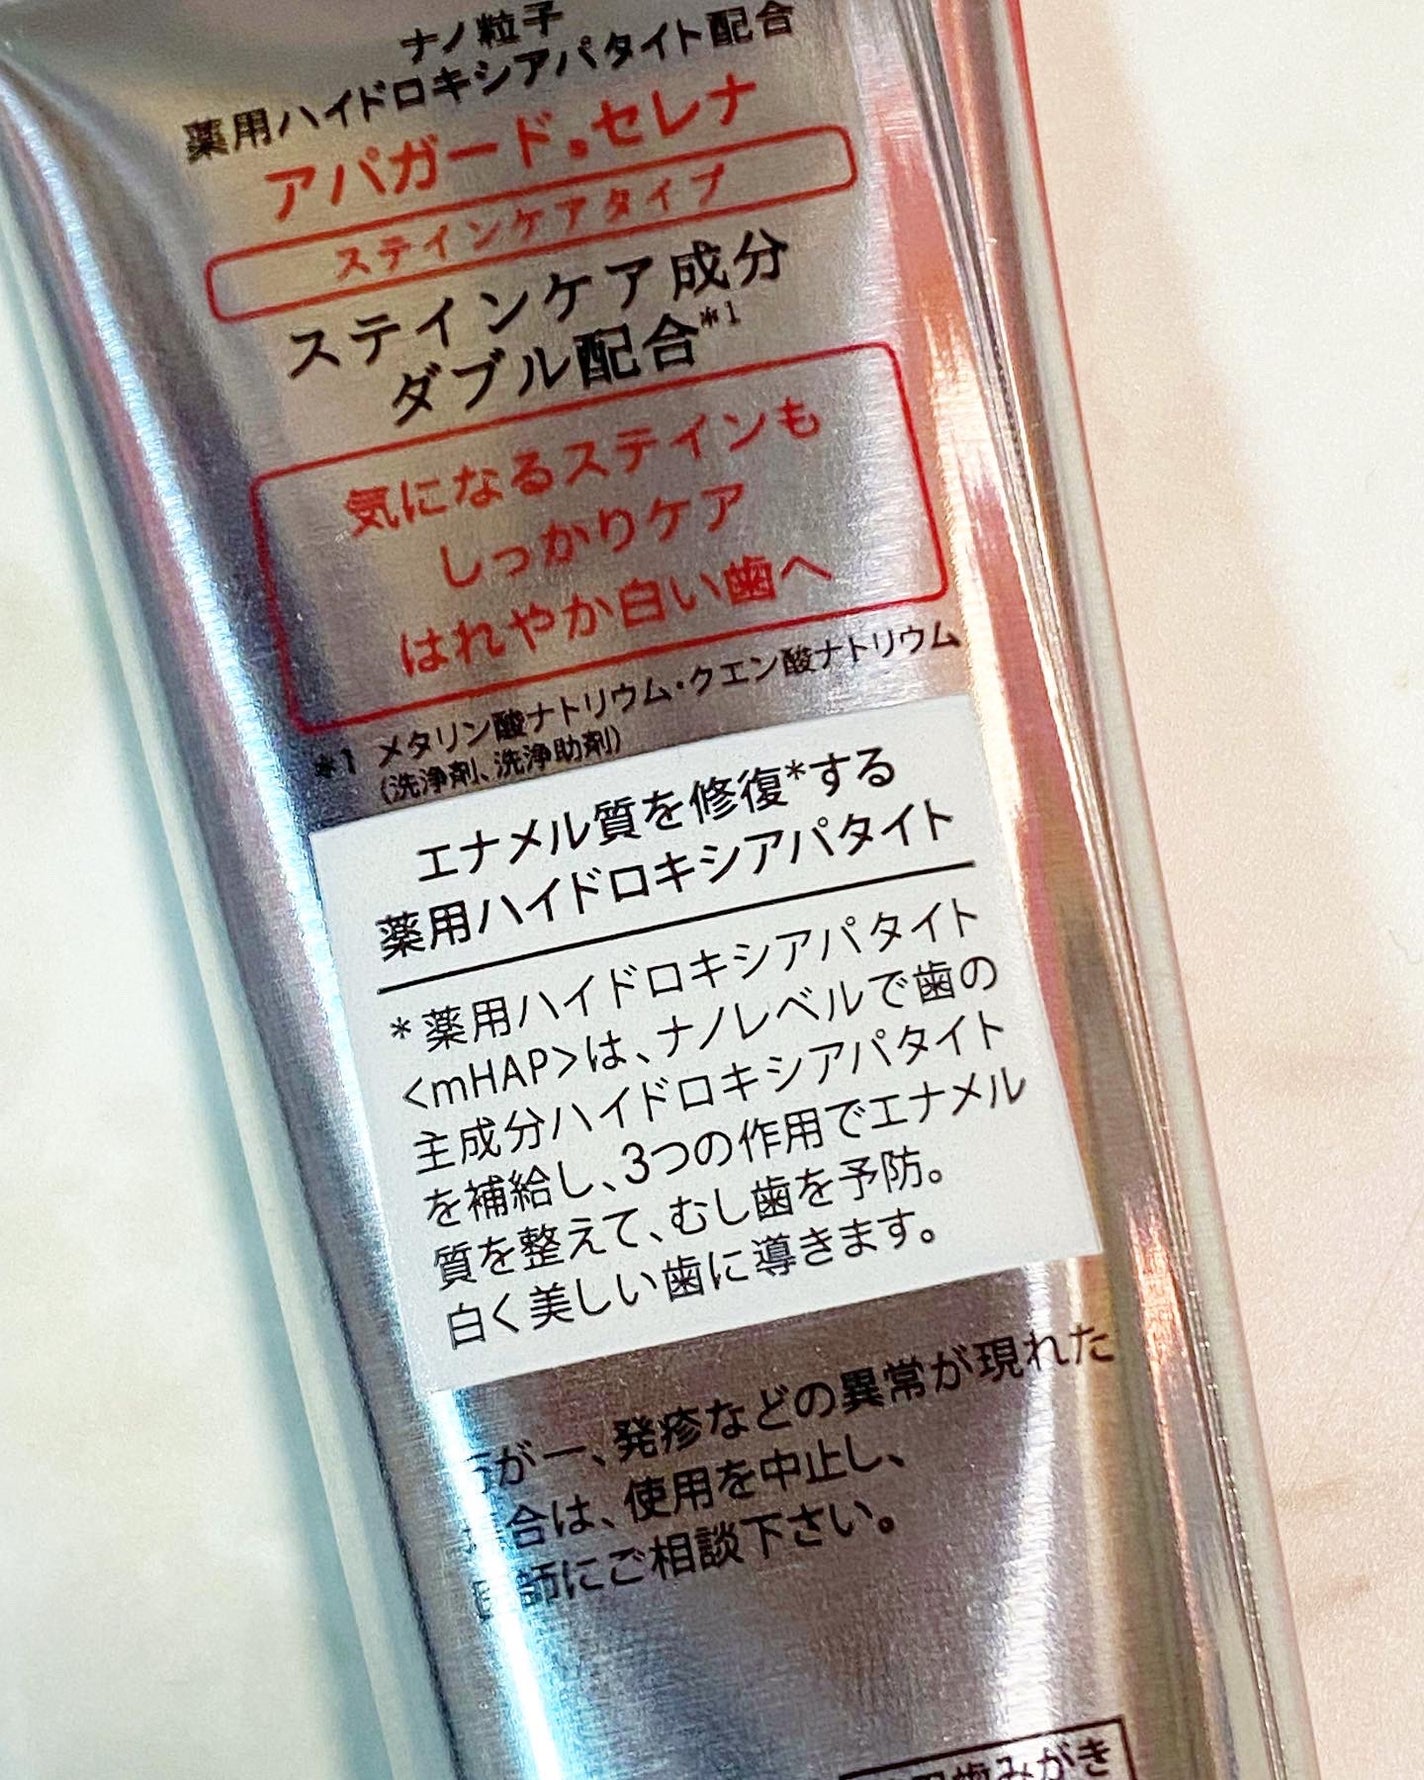 ナノ粒子
薬用ハイドロキシアパタイト配合
アパガード®セレナ
ステインケアタイプ
ステインケア成分
ダブル配合*1
気になるステインも
しっかりケア
はれやか白い歯へ
*1 メタリン酸ナトリウム・クエン酸ナトリウム
(洗浄剤、洗浄助剤)
エナメル質を修復*する
薬用ハイドロキシアパタイト
*薬用ハイドロキシアパタイト
<mHAP>は、ナノレベルで歯の
主成分ハイドロキシアパタイト
を補給し、3つの作用でエナメル
質を整えて、むし歯を予防。
白く美しい歯に導きます。
が一、発疹などの異常が現れた
合は、使用を中止し、
師にご相談下さい。
歯みがき